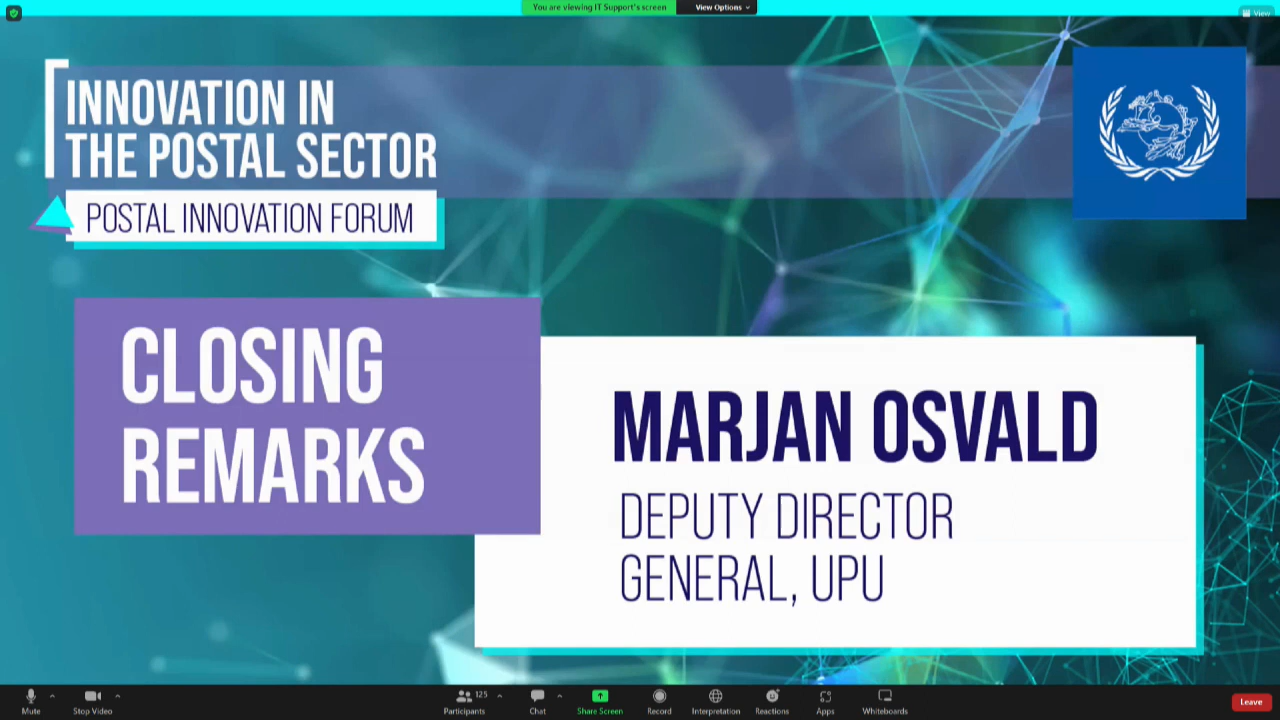 You are viewing IT Support's screen
View Options
View
INNOVATION IN
THE POSTAL SECTOR
POSTAL INNOVATION FORUM
CLOSING
REMARKS
MARJAN OSVALD
DEPUTY DIRECTOR
GENERAL, UPU
Mute
Stop Video
125
Participants
Chat
Share Screen
Record
Interpretation
Reactions
Apps
Whiteboards
Leave